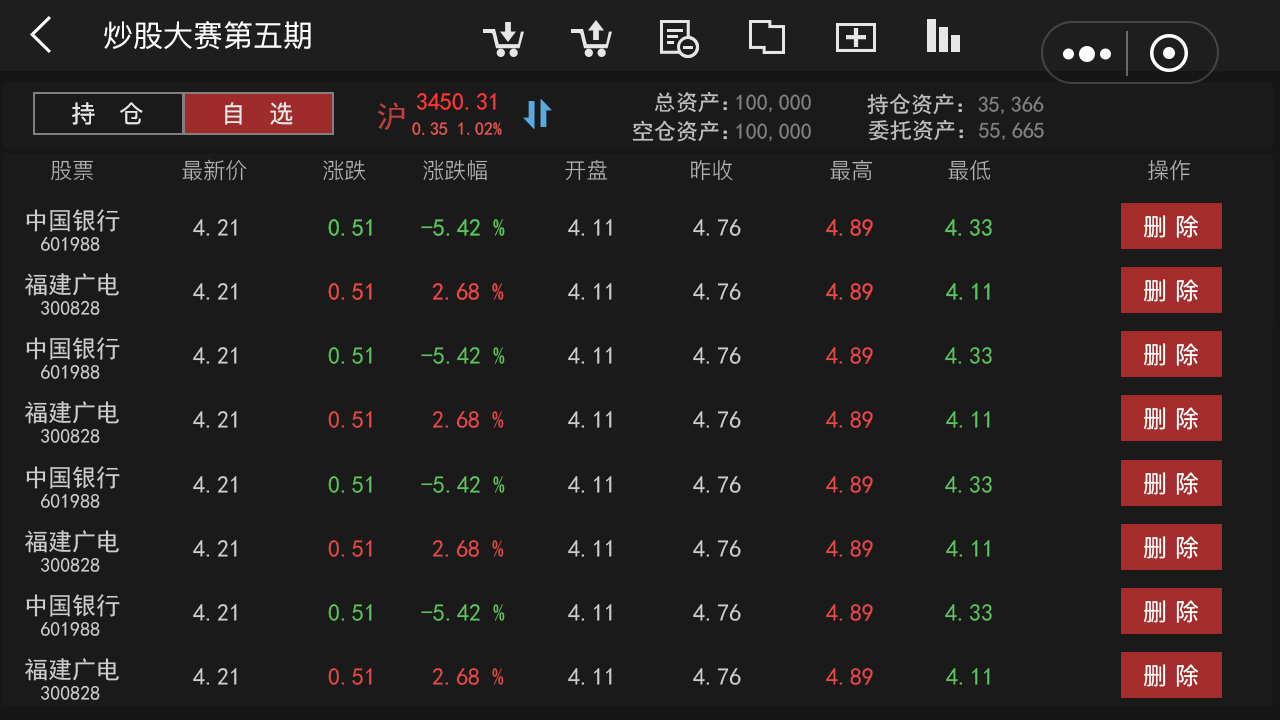 炒股大赛第五期
持 仓 自 选 沪 3450.31 总资产:100,000 持仓资产: 35,366
0.35 1.02% 空仓资产:100,000 委托资产: 55,665
股票 最新价 涨跌 涨跌幅 开盘 昨收 最高 最低 操作
中国银行 4.21 0.51 -5.42 % 4.11 4.76 4.89 4.33 删 除
601988
福建广电 4.21 0.51 2.68 % 4.11 4.76 4.89 4.11 删 除
300828
中国银行 4.21 0.51 -5.42 % 4.11 4.76 4.89 4.33 删 除
601988
福建广电 4.21 0.51 2.68 % 4.11 4.76 4.89 4.11 删 除
300828
中国银行 4.21 0.51 -5.42 % 4.11 4.76 4.89 4.33 删 除
601988
福建广电 4.21 0.51 2.68 % 4.11 4.76 4.89 4.11 删 除
300828
中国银行 4.21 0.51 -5.42 % 4.11 4.76 4.89 4.33 删 除
601988
福建广电 4.21 0.51 2.68 % 4.11 4.76 4.89 4.11 删 除
300828